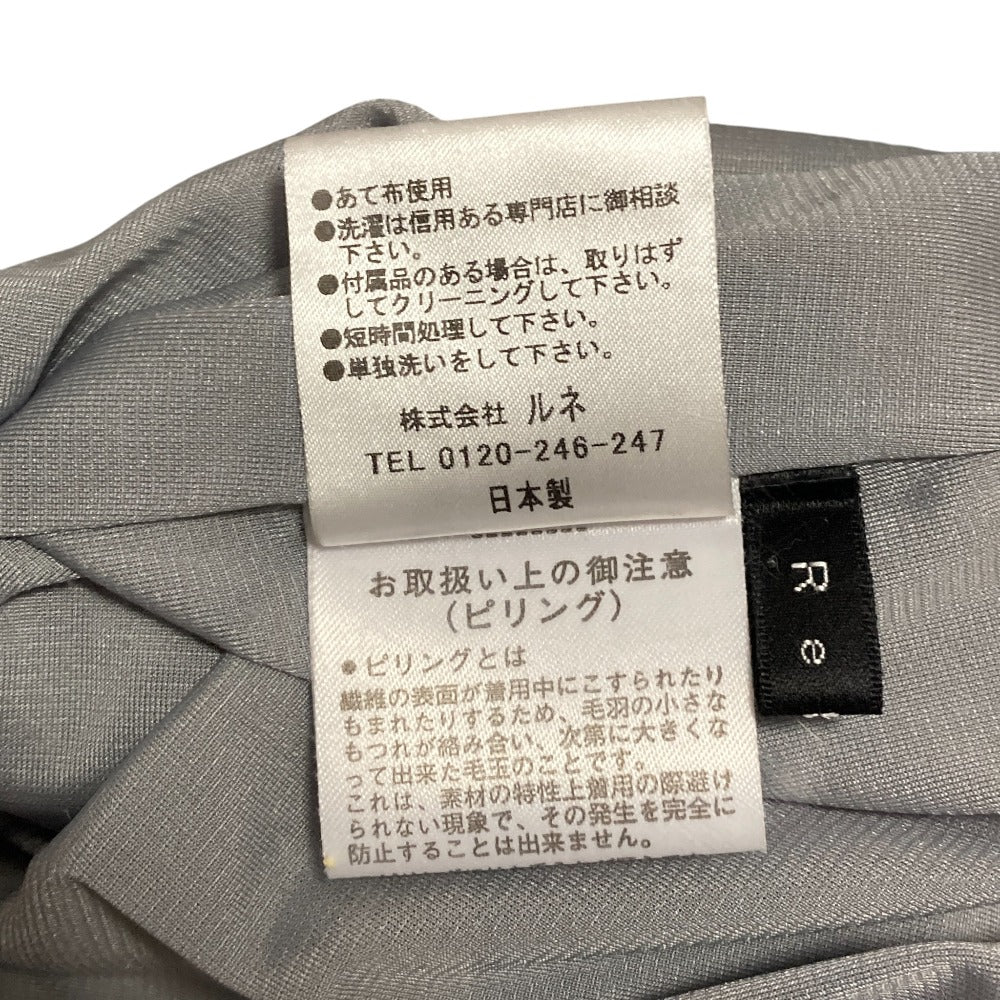 ●あて布使用
●洗濯は信用ある専門店に御相談
下さい。
●付属品のある場合は、取りはず
してクリーニングして下さい。
●短時間処理して下さい。
●単独洗いをして下さい。
株式会社 ルネ
TEL 0120-246-247
日本製
お取扱い上の御注意
(ピリング)
●ピリングとは
繊維の表面が着用中にこすられたり
もまれたりするため、毛羽の小さな
もつれが絡み合い、次第に大きくな
って出来た毛玉のことです。
これは、素材の特性上着用の際避け
られない現象で、その発生を完全に
防止することは出来ません。
R e